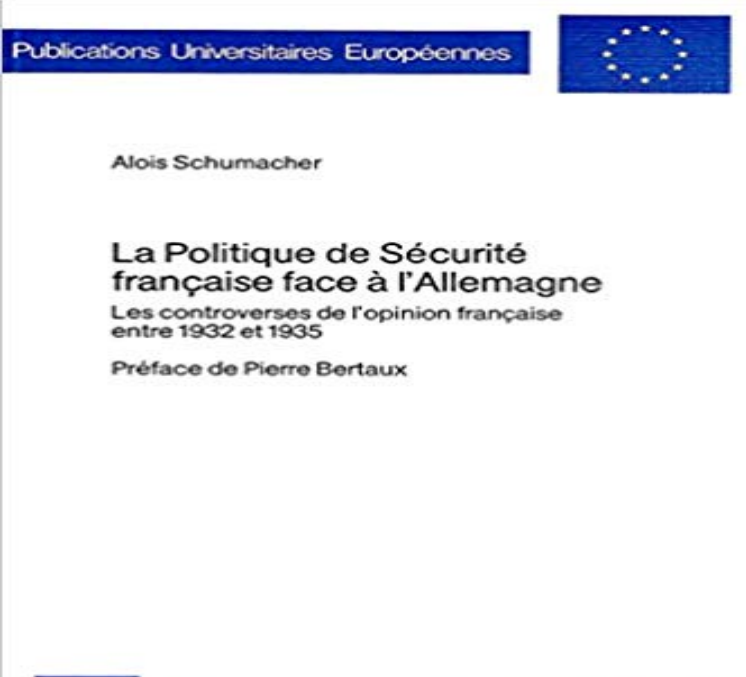 Publications Universitaires Européennes
Alois Schumacher
La Politique de Sécurité
française face à l'Allemagne
Les controverses de l'opinion française
entre 1932 et 1935
Préface de Pierre Bertaux